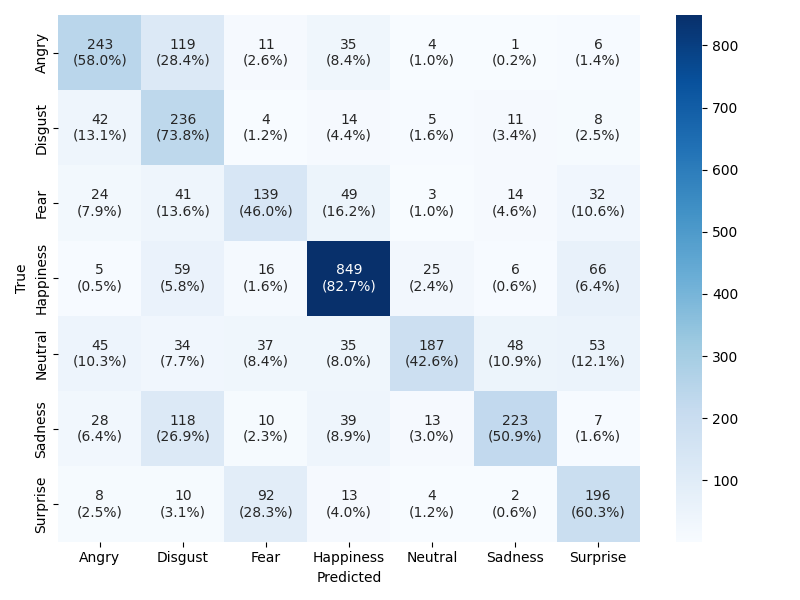 Angry 243 119 11 35 4 1 6
(58.0%) (28.4%) (2.6%) (8.4%) (1.0%) (0.2%) (1.4%)
Disgust 42 236 4 14 5 11 8
(13.1%) (73.8%) (1.2%) (4.4%) (1.6%) (3.4%) (2.5%)
Fear 24 41 139 49 3 14 32
(7.9%) (13.6%) (46.0%) (16.2%) (1.0%) (4.6%) (10.6%)
True
Happiness 5 59 16 849 25 6 66
(0.5%) (5.8%) (1.6%) (82.7%) (2.4%) (0.6%) (6.4%)
Neutral 45 34 37 35 187 48 53
(10.3%) (7.7%) (8.4%) (8.0%) (42.6%) (10.9%) (12.1%)
Sadness 28 118 10 39 13 223 7
(6.4%) (26.9%) (2.3%) (8.9%) (3.0%) (50.9%) (1.6%)
Surprise 8 10 92 13 4 2 196
(2.5%) (3.1%) (28.3%) (4.0%) (1.2%) (0.6%) (60.3%)
Angry Disgust Fear Happiness Neutral Sadness Surprise
Predicted
800
700
600
500
400
300
200
100